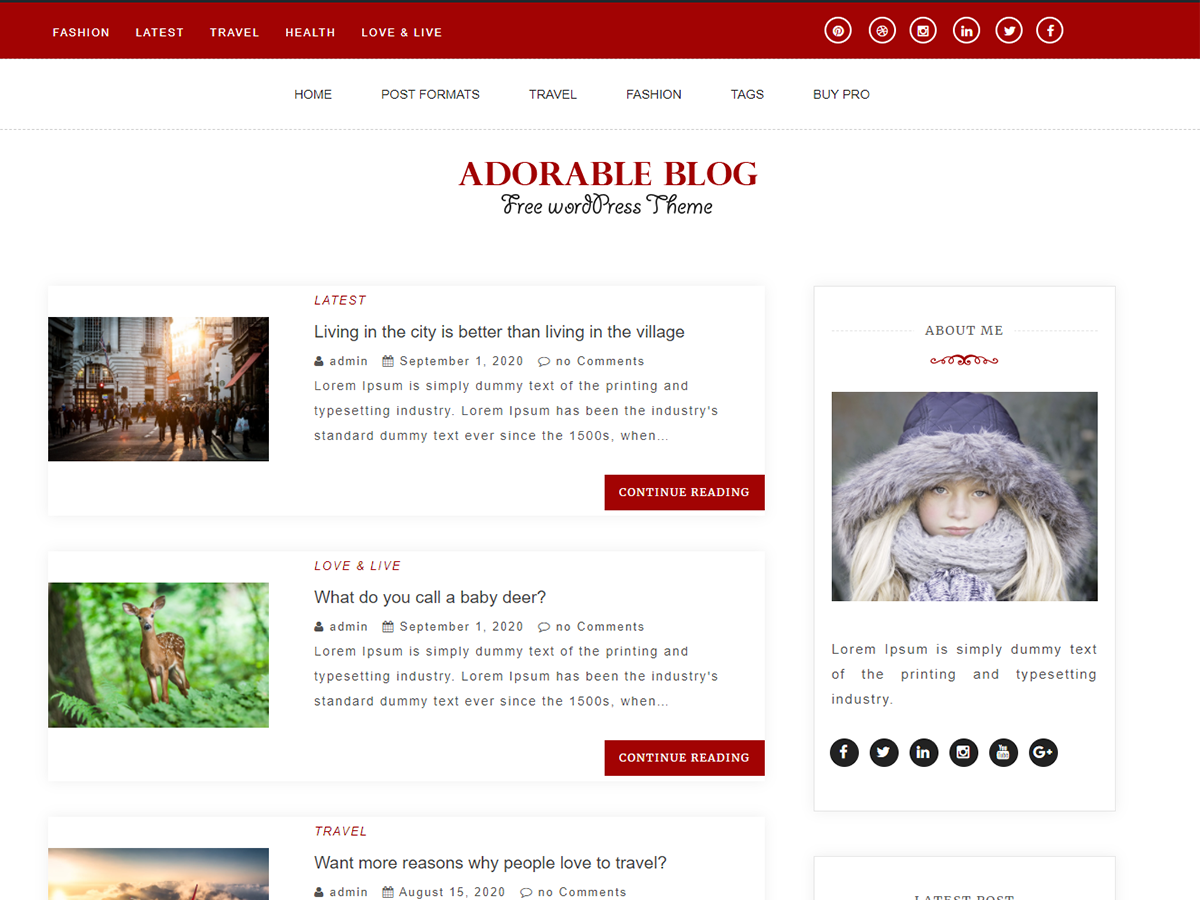 FASHION LATEST TRAVEL HEALTH LOVE & LIVE
HOME POST FORMATS TRAVEL FASHION TAGS BUY PRO
ADORABLE BLOG
Free wordPress Theme
LATEST
Living in the city is better than living in the village
admin September 1, 2020 no Comments
Lorem Ipsum is simply dummy text of the printing and
typesetting industry. Lorem Ipsum has been the industry's
standard dummy text ever since the 1500s, when...
CONTINUE READING
LOVE & LIVE
What do you call a baby deer?
admin September 1, 2020 no Comments
Lorem Ipsum is simply dummy text of the printing and
typesetting industry. Lorem Ipsum has been the industry's
standard dummy text ever since the 1500s, when...
CONTINUE READING
TRAVEL
Want more reasons why people love to travel?
admin August 15, 2020 no Comments
ABOUT ME
Lorem Ipsum is simply dummy text
of the printing and typesetting
industry.
LATEST POST